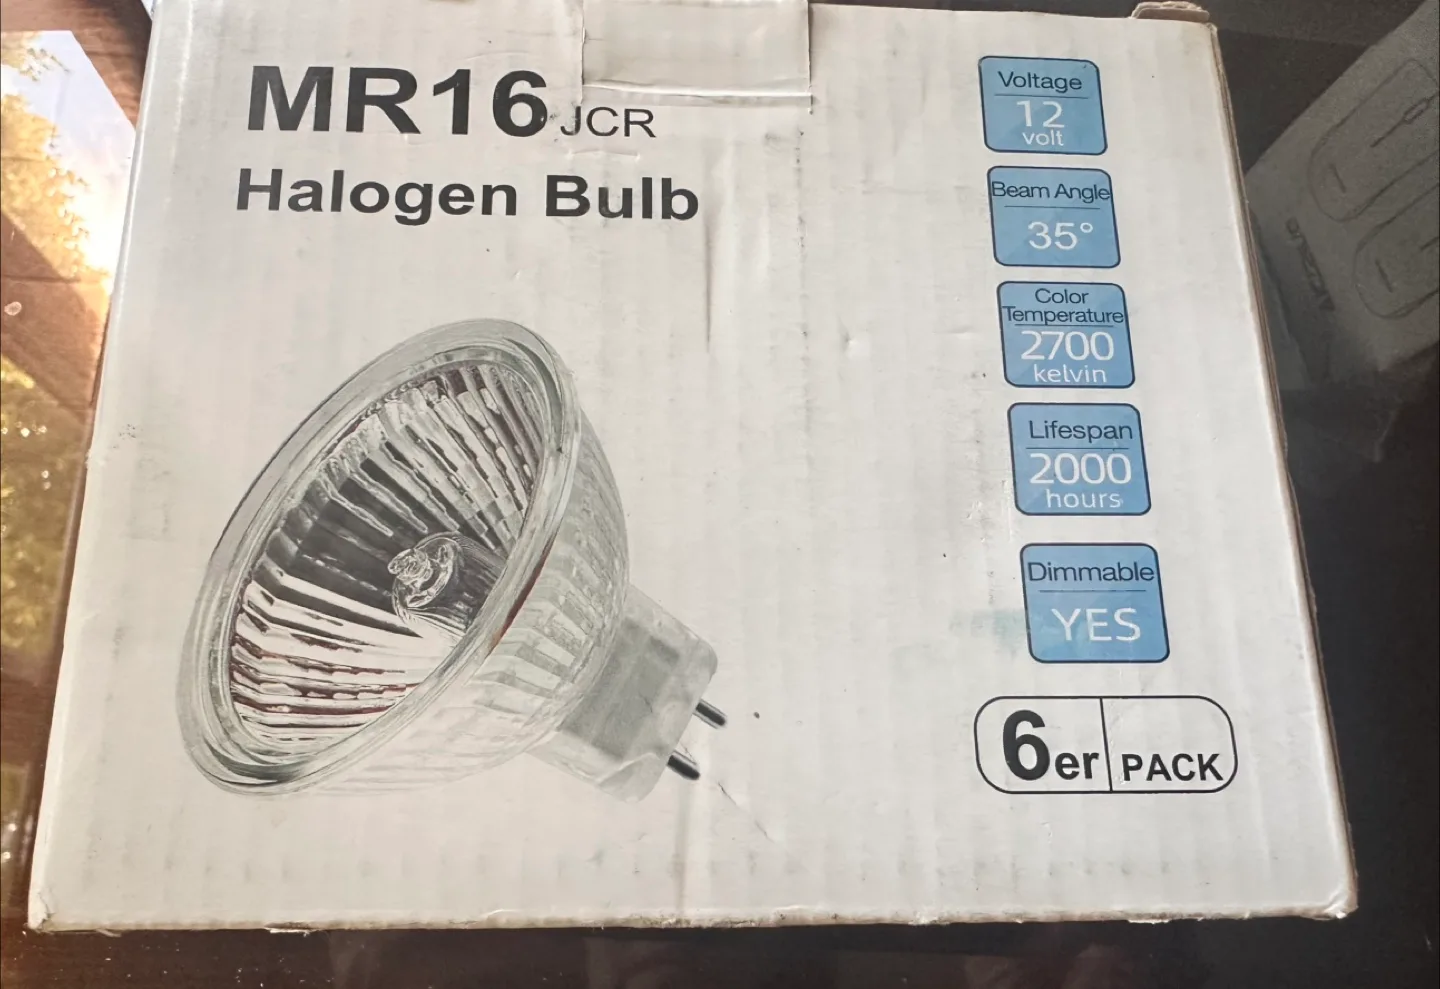 MR16 JCR
Halogen Bulb
Voltage
12
volt
Beam Angle
35°
Color
Temperature
2700
kelvin
Lifespan
2000
hours
Dimmable
YES
6er PACK